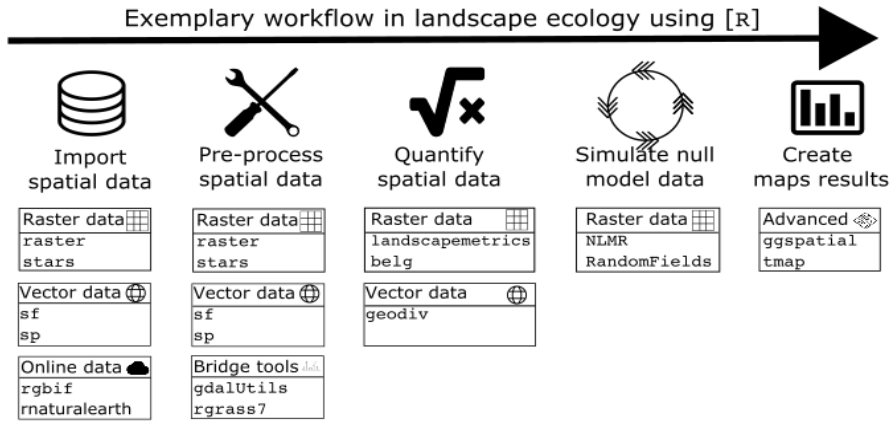 Exemplary workflow in landscape ecology using [R]
Import
spatial data
Raster data
raster
stars
Vector data
sf
sp
Online data
rgbif
rnaturalearth
Pre-process
spatial data
Raster data
raster
stars
Vector data
sf
sp
Bridge tools
gdalUtils
rgrass7
Quantify
spatial data
Raster data
landscapemetrics
belg
Vector data
geodiv
Simulate null
model data
Raster data
NLMR
RandomFields
Create
maps results
Advanced
ggspatial
tmap